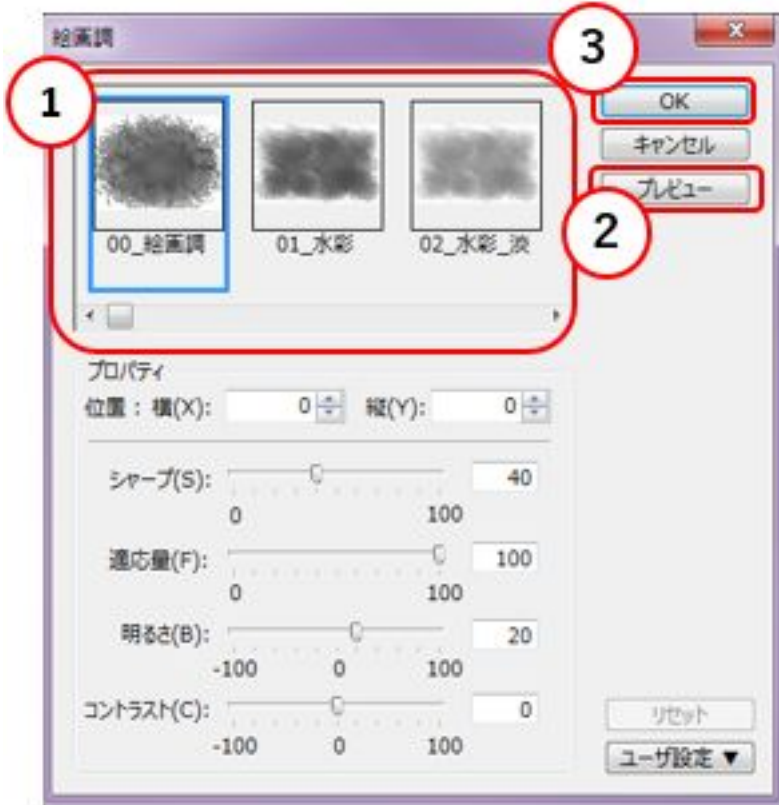 絵画調
1
3
OK
キャンセル
プレビュー
2
00_絵画調
01_水彩
02_水彩_淡
プロパティ
位置 : 横(X): 0 縦(Y): 0
シャープ(S): 40
0 100
適応量(F): 100
0 100
明るさ(B): 20
-100 0 100
コントラスト(C): 0
-100 0 100
リセット
ユーザ設定 ▼